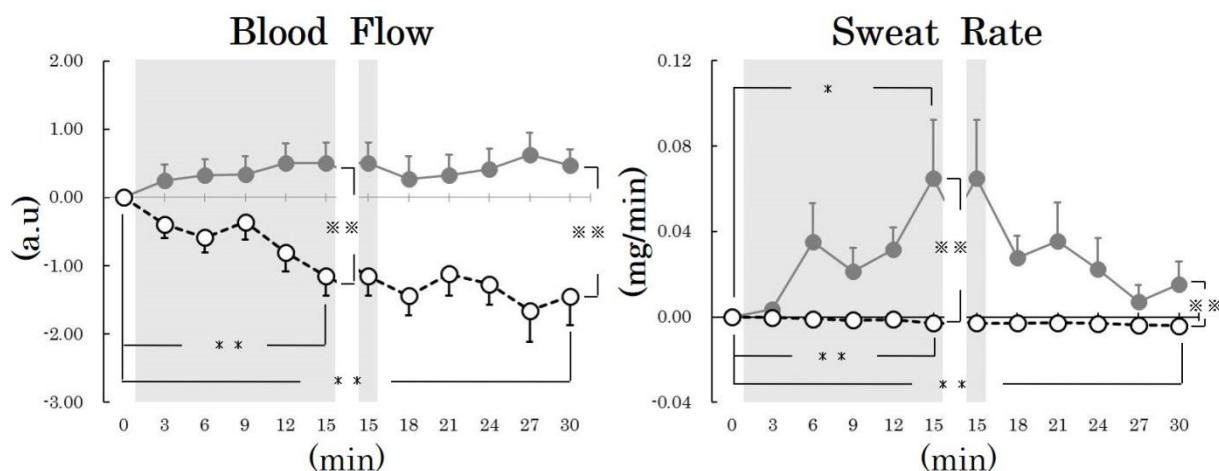 Blood Flow
2.00
1.00
0.00
-1.00
-2.00
-3.00
(a.u)
※※
※※
* *
* *
0 3 6 9 12 15 15 18 21 24 27 30
(min)
Sweat Rate
0.12
0.08
0.04
0.00
-0.04
(mg/min)
*
※※
※※
* *
* *
0 3 6 9 12 15 15 18 21 24 27 30
(min)